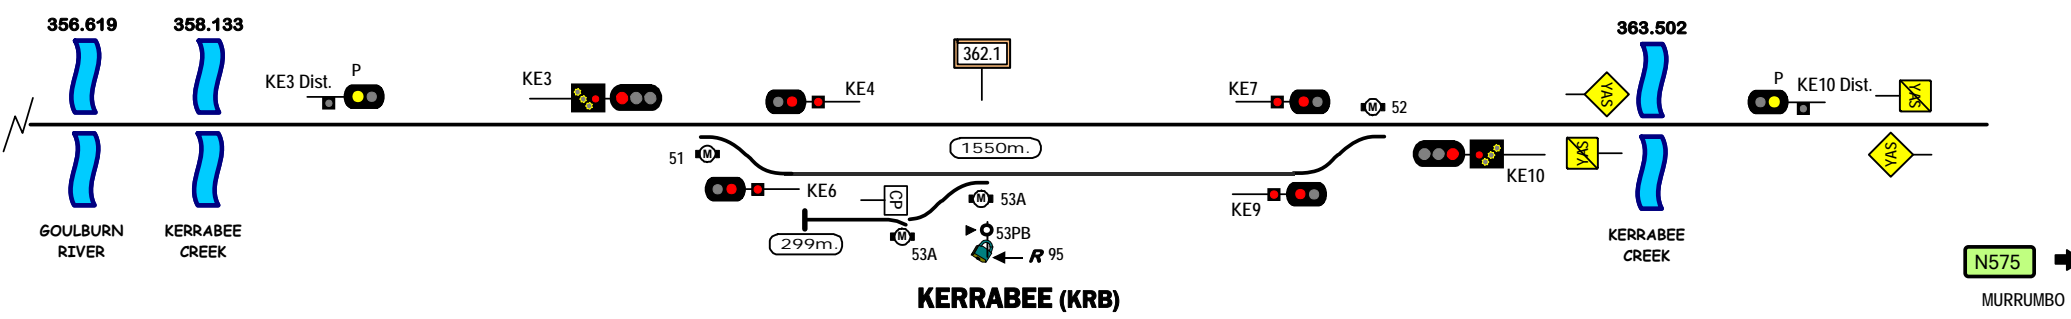 356.619
358.133
362.1
363.502
KE3 Dist.
P
KE3
KE4
KE7
M 52
YAS
P
KE10 Dist.
YAS
51 M
1550m.
KE10
YAS
YAS
KE6
CP
M 53A
KE9
GOULBURN
RIVER
KERRABEE
CREEK
299m.
M
53A
53PB
R 95
KERRABEE
CREEK
N575
KERRABEE (KRB)
MURRUMBO